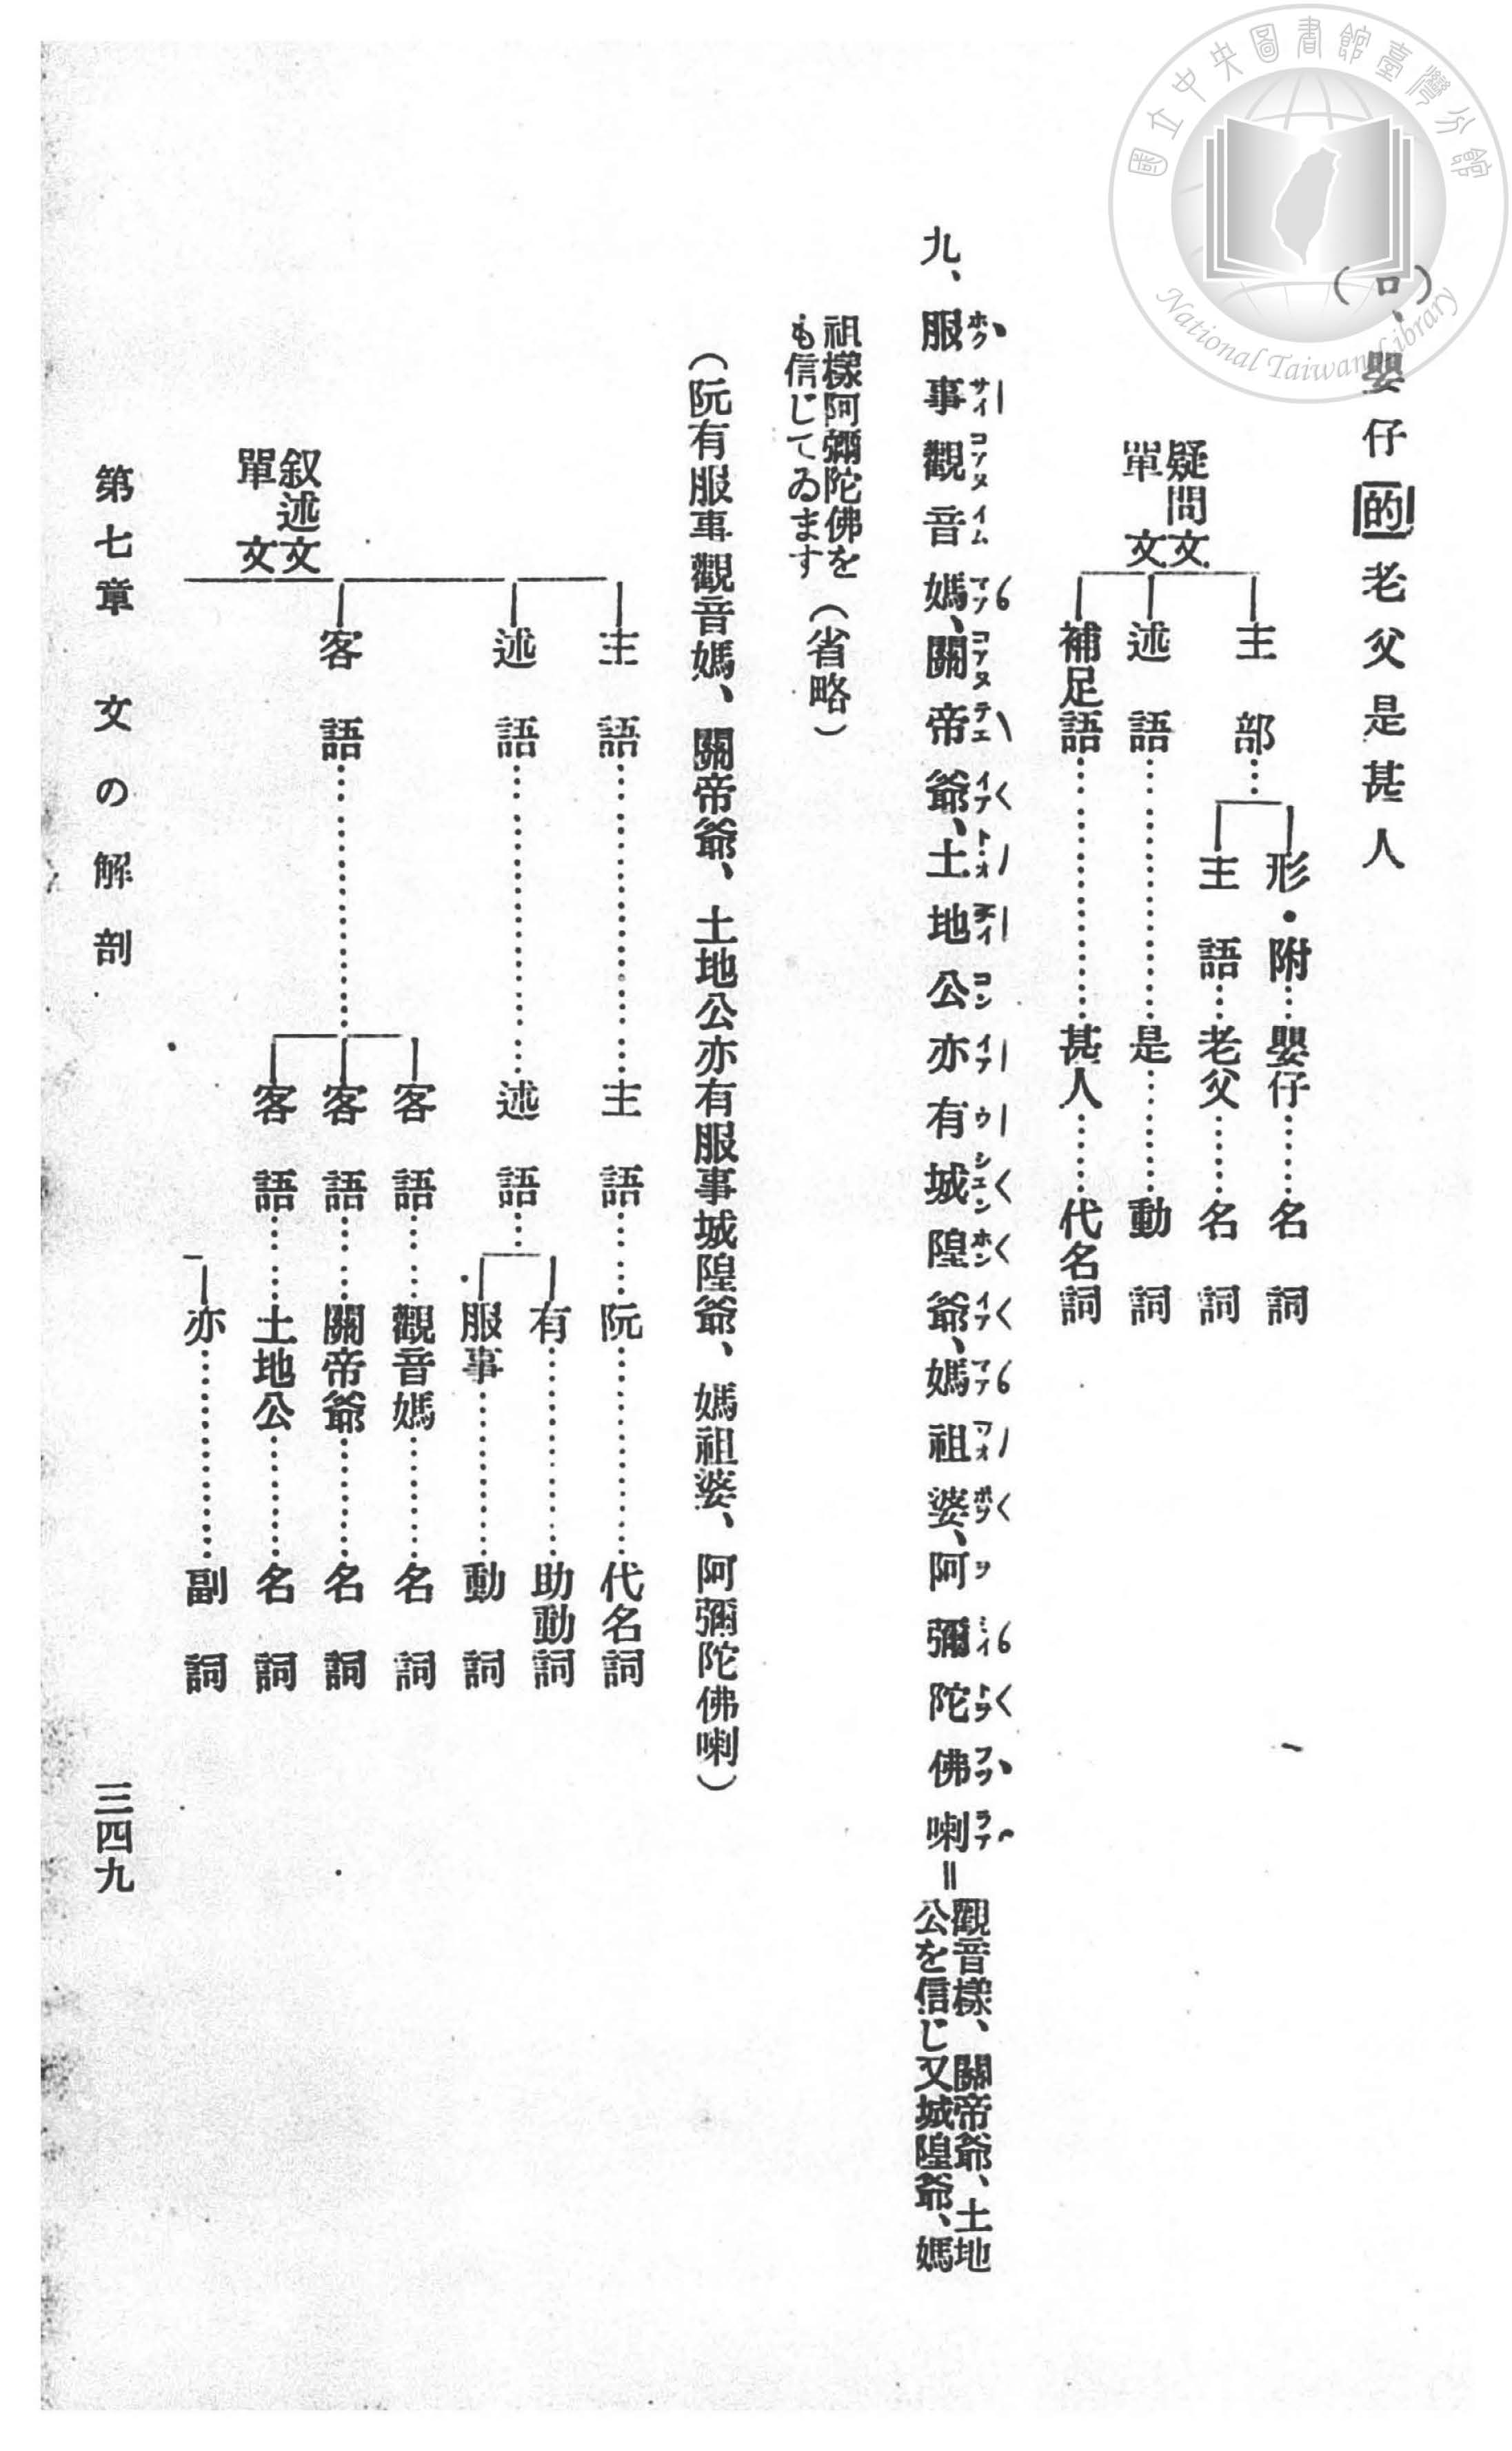 國立中央圖書館臺灣分館
National Taiwan Library
(ロ)、嬰仔的老父是甚人
疑問文
單文
主部
形・附……嬰仔……名詞
主語……老父……名詞
述語……是……動詞
補足語……甚人……代名詞
九、服事觀音媽、關帝爺、土地公亦有城隍爺、媽祖婆、阿彌陀佛喇=觀音樣、關帝爺、土地
公を信じ又城隍爺、媽
祖樣阿彌陀佛を
も信じてゐます(省略)
(阮有服事觀音媽、關帝爺、土地公亦有服事城隍爺、媽祖婆、阿彌陀佛喇)
叙述文
單文
主語……主語……阮……代名詞
述語……述語
有……助動詞
服事……動詞
客語
客語……觀音媽……名詞
客語……關帝爺……名詞
客語……土地公……名詞
亦……副詞
第七章 文の解剖
三四九